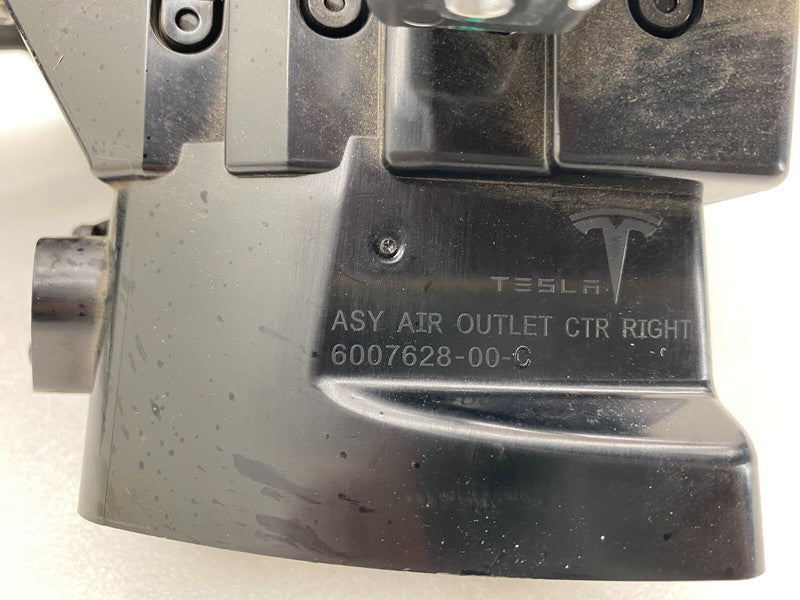 TESLA
ASY AIR OUTLET CTR RIGHT
6007628-00-C